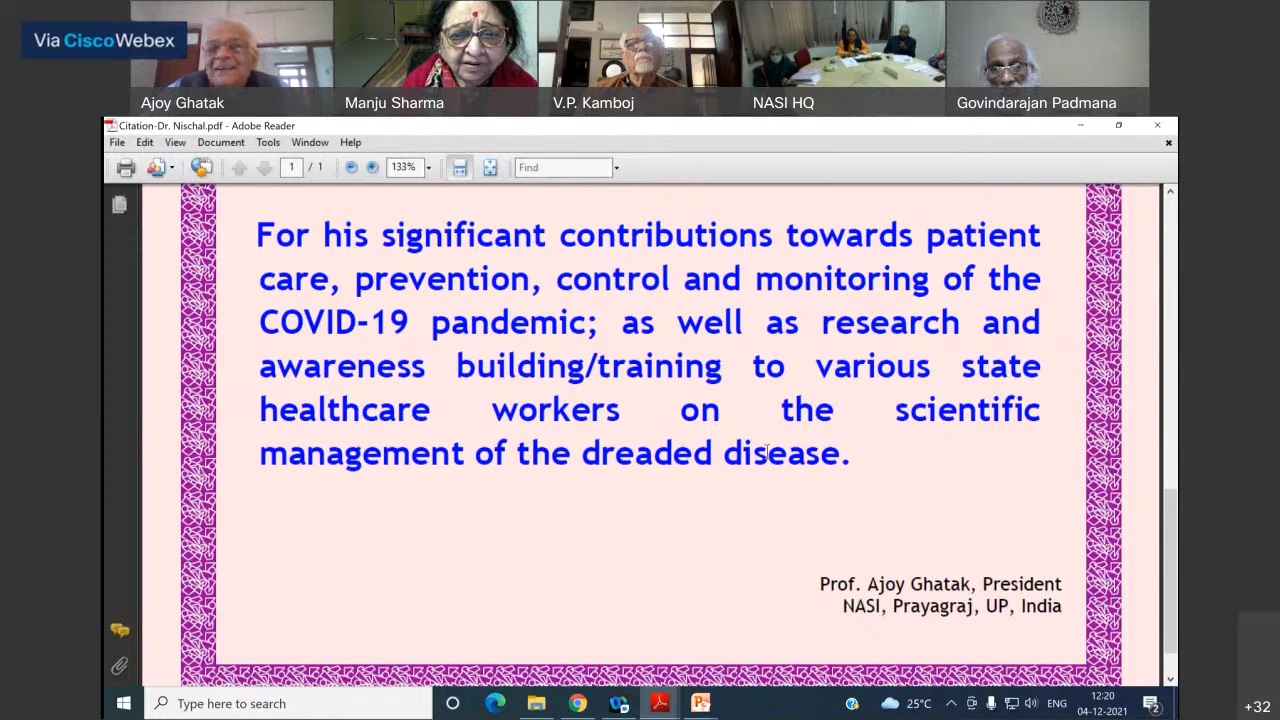 Via CiscoWebex
Ajoy Ghatak
Manju Sharma
V.P. Kamboj
NASI HQ
Govindarajan Padmana
Citation-Dr. Nischal.pdf - Adobe Reader
File Edit View Document Tools Window Help
1 / 1 133% Find
For his significant contributions towards patient
care, prevention, control and monitoring of the
COVID-19 pandemic; as well as research and
awareness building/training to various state
healthcare workers on the scientific
management of the dreaded disease.
Prof. Ajoy Ghatak, President
NASI, Prayagraj, UP, India
Type here to search
25°C
ENG
12:20
04-12-2021
2
+32